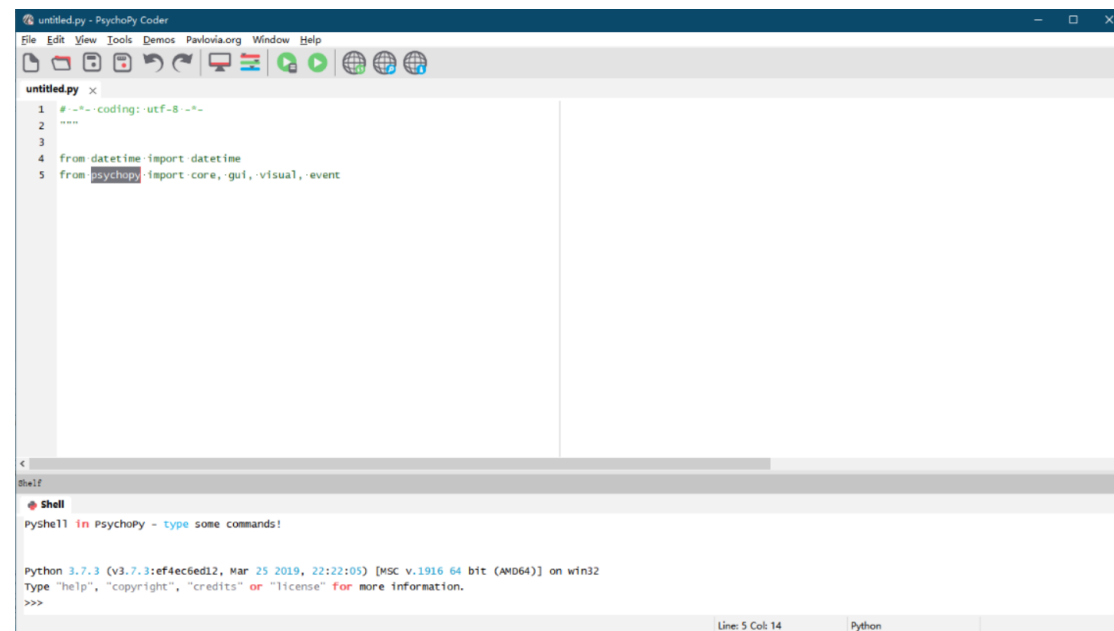 untitled.py - PsychoPy Coder
File Edit View Tools Demos Pavlovia.org Window Help
untitled.py
1 # -*- coding: utf-8 -*-
2 """
3
4 from datetime import datetime
5 from psychopy import core, gui, visual, event
Shelf
Shell
PyShell in PsychoPy - type some commands!
Python 3.7.3 (v3.7.3:ef4ec6ed12, Mar 25 2019, 22:22:05) [MSC v.1916 64 bit (AMD64)] on win32
Type "help", "copyright", "credits" or "license" for more information.
>>>
Line: 5 Col: 14 Python